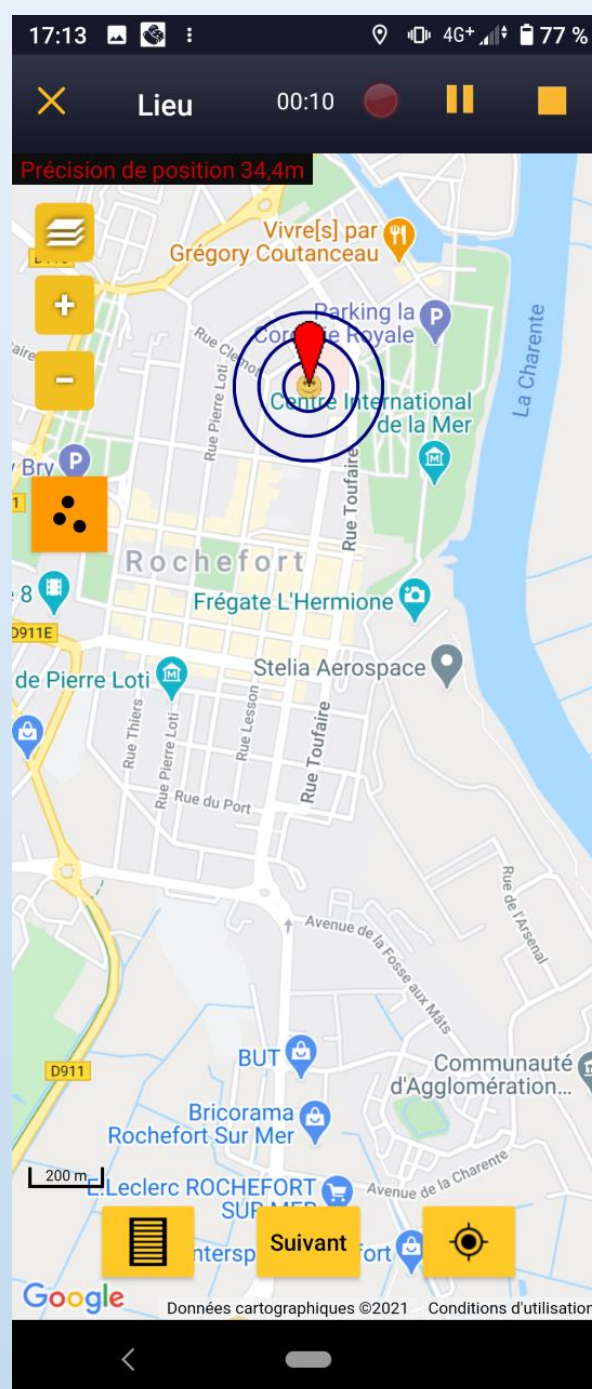 17:13
4G+
77 %
Lieu
00:10
Précision de position 34,4m
Vivre[s] par
Grégory Coutanceau
Parking la
Corderie Royale
La Charente
Rue Pierre Loti
Centre International
de la Mer
Bry
Rue Toufaire
Rochefort
8
Frégate L'Hermione
D911E
Stelia Aerospace
de Pierre Loti
Rue Thiers
Rue Pierre Loti
Rue Lesson
Rue Toufaire
Rue du Port
Rue de l'Arsenal
Avenue de la Fosse aux Mâts
BUT
D911
Communauté
d'Agglomération...
Bricorama
Rochefort Sur Mer
200 m
E.Leclerc ROCHEFORT
SUR MER
Avenue de la Charente
Suivant
Google
Données cartographiques ©2021
Conditions d'utilisation